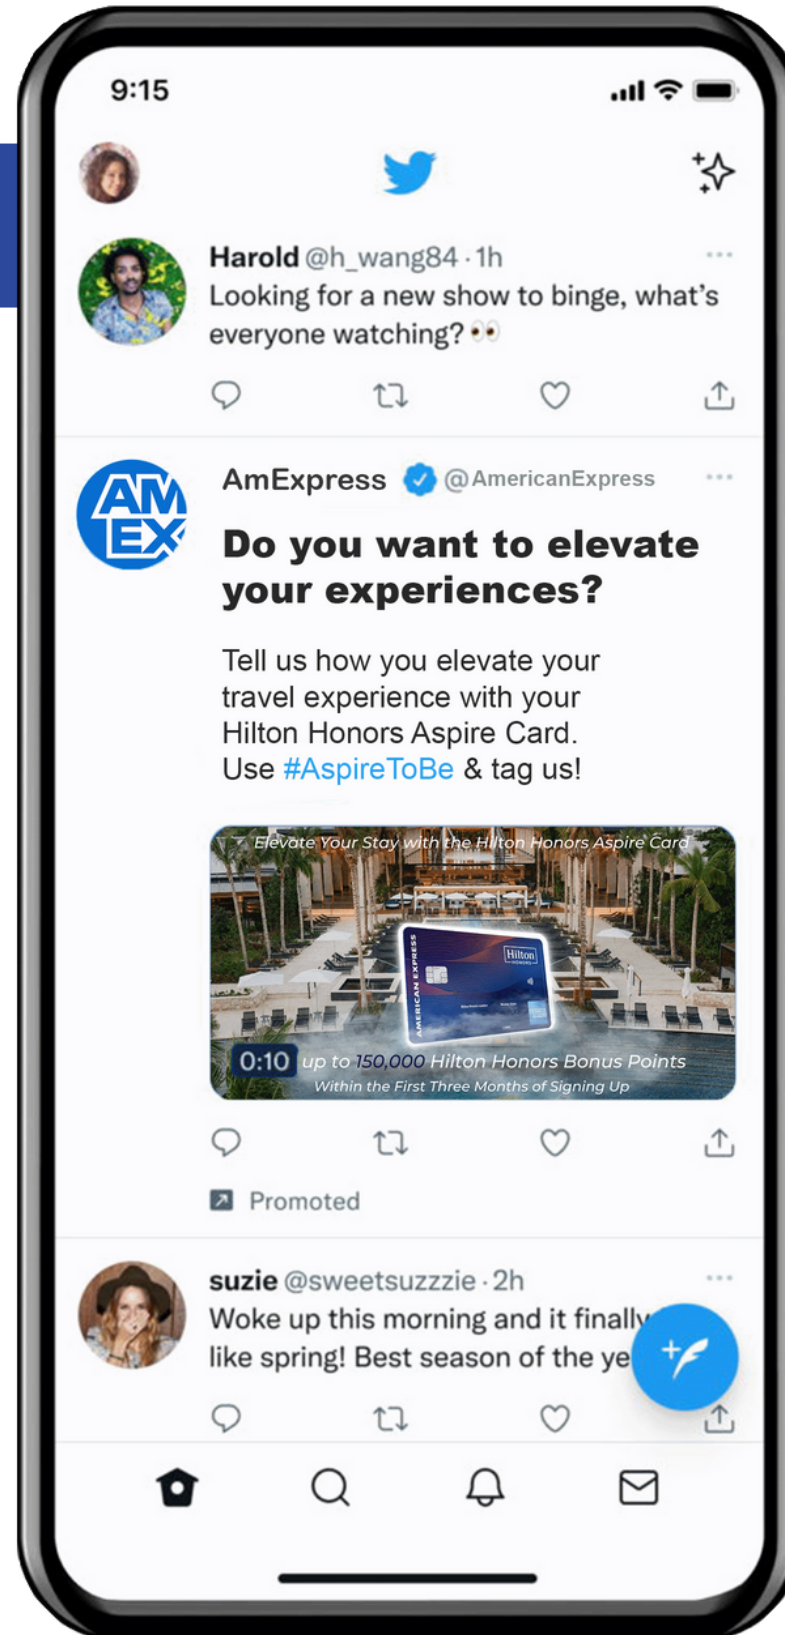 9:15
Harold @h_wang84 · 1h
Looking for a new show to binge, what's
everyone watching? 👀
AM
EX
AmExpress @AmericanExpress
Do you want to elevate
your experiences?
Tell us how you elevate your
travel experience with your
Hilton Honors Aspire Card.
Use #AspireToBe & tag us!
Elevate Your Stay with the Hilton Honors Aspire Card
AMERICAN EXPRESS
Hilton
HONORS
0:10 up to 150,000 Hilton Honors Bonus Points
Within the First Three Months of Signing Up
Promoted
suzie @sweetsuzzzie · 2h
Woke up this morning and it finally
like spring! Best season of the ye